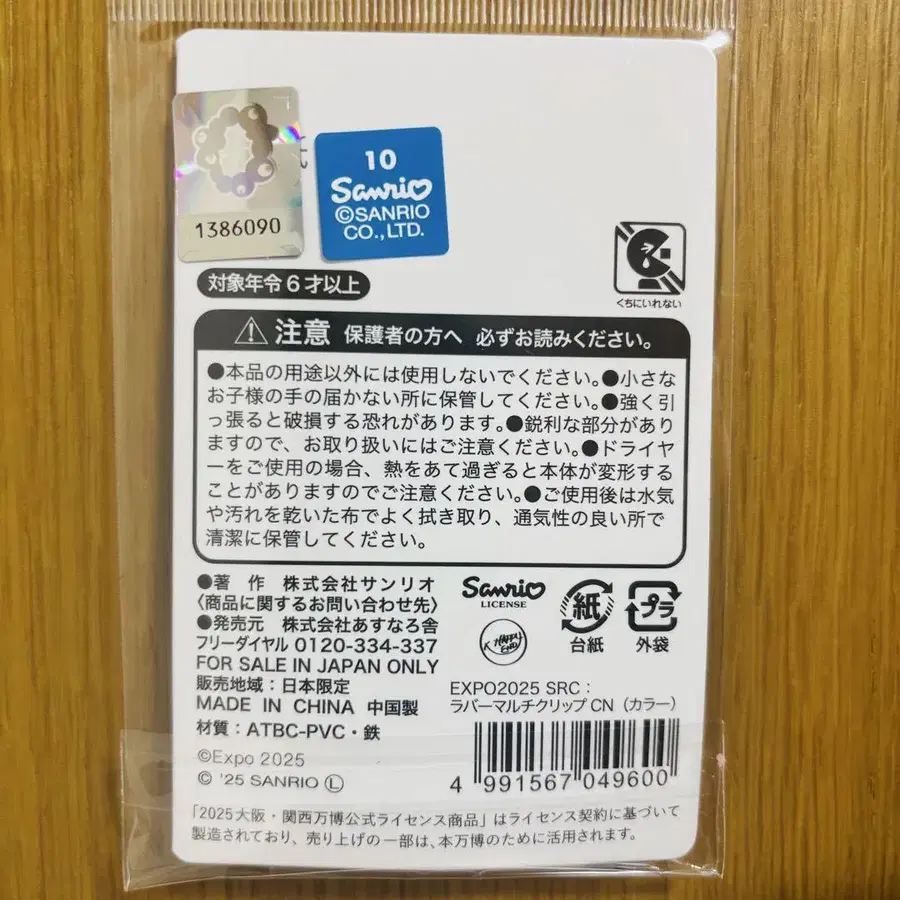 1386090
10
Sanrio
©SANRIO
CO., LTD.
くちにいれない
対象年令6才以上
注意 保護者の方へ 必ずお読みください。
●本品の用途以外には使用しないでください。●小さな
お子様の手の届かない所に保管してください。●強く引
っ張ると破損する恐れがあります。●鋭利な部分があり
ますので、お取り扱いにはご注意ください。●ドライヤ
ーをご使用の場合、熱をあて過ぎると本体が変形する
ことがありますのでご注意ください。●ご使用後は水気
や汚れを乾いた布でよく拭き取り、通気性の良い所で
清潔に保管してください。
●著 作 株式会社サンリオ
〈商品に関するお問い合わせ先〉
●発売元 株式会社あすなろ舎
フリーダイヤル 0120-334-337
FOR SALE IN JAPAN ONLY
販売地域：日本限定
MADE IN CHINA 中国製
材質：ATBC-PVC・鉄
©Expo 2025
© '25 SANRIO Ⓛ
Sanrio
LICENSE
紙
台紙
プラ
外袋
EXPO2025 SRC：
ラバーマルチクリップ CN（カラー）
4 991567 049600
「2025大阪・関西万博公式ライセンス商品」はライセンス契約に基づいて
製造されており、売り上げの一部は、本万博のために活用されます。